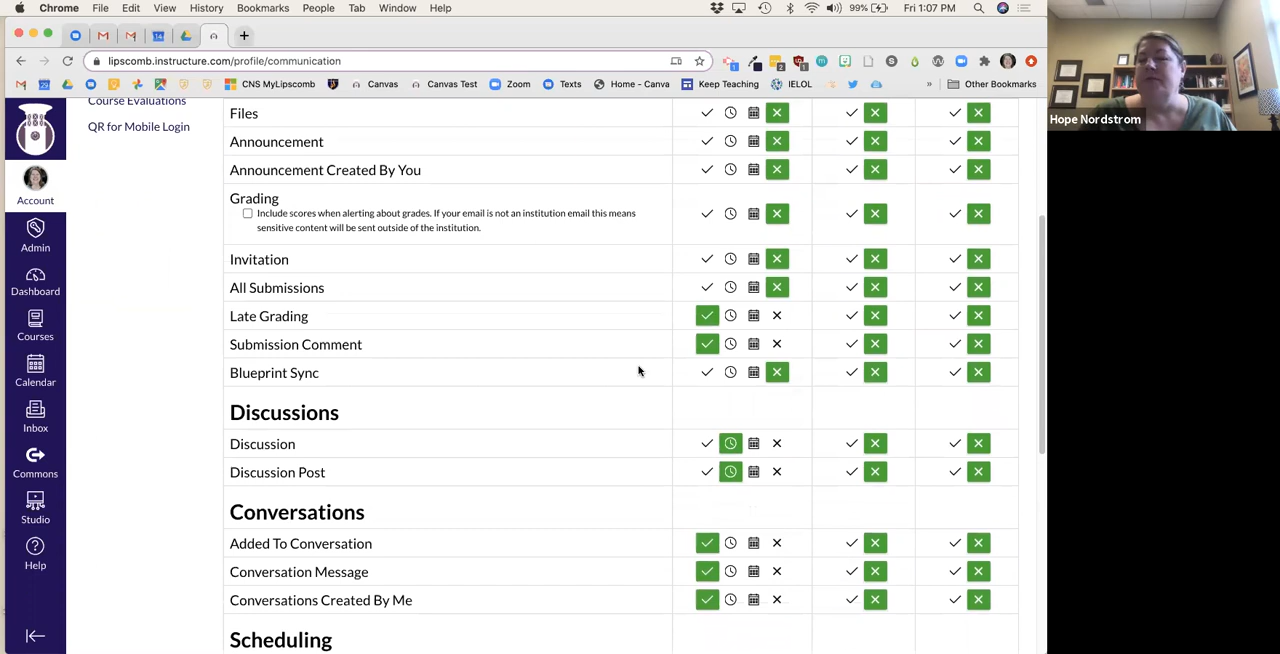 Chrome File Edit View History Bookmarks People Tab Window Help 99% Fri 1:07 PM
lipscomb.instructure.com/profile/communication
CNS MyLipscomb Canvas Canvas Test Zoom Texts Home - Canva Keep Teaching IELOL » Other Bookmarks
Hope Nordstrom
Course Evaluations
QR for Mobile Login
Account
Admin
Dashboard
Courses
Calendar
Inbox
Commons
Studio
Help
Files
Announcement
Announcement Created By You
Grading
Include scores when alerting about grades. If your email is not an institution email this means
sensitive content will be sent outside of the institution.
Invitation
All Submissions
Late Grading
Submission Comment
Blueprint Sync
Discussions
Discussion
Discussion Post
Conversations
Added To Conversation
Conversation Message
Conversations Created By Me
Scheduling